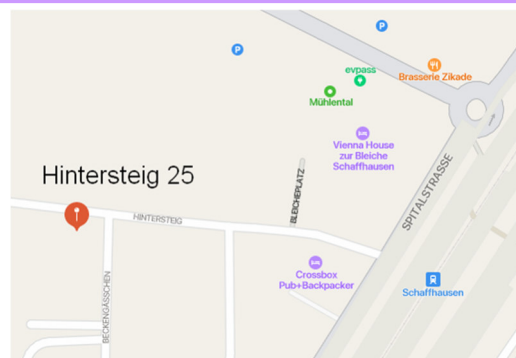 P
P
evpass
Brasserie Zikade
Mühlental
Vienna House
zur Bleiche
Schaffhausen
Hintersteig 25
BLEICHEPLATZ
SPITALSTRASSE
HINTERSTEIG
Crossbox
Pub+Backpacker
Schaffhausen
BECKENGÄSSCHEN